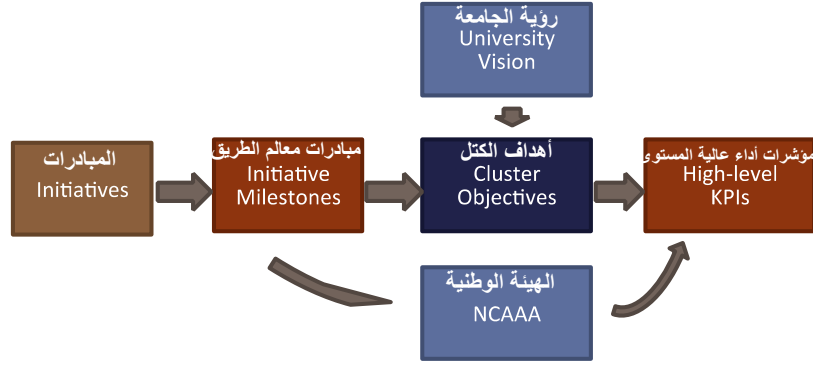 رؤية الجامعة
University
Vision
المبادرات
Initiatives
مبادرات معالم الطريق
Initiative
Milestones
أهداف الكتل
Cluster
Objectives
مؤشرات أداء عالية المستوى
High-level
KPIs
الهيئة الوطنية
NCAAA